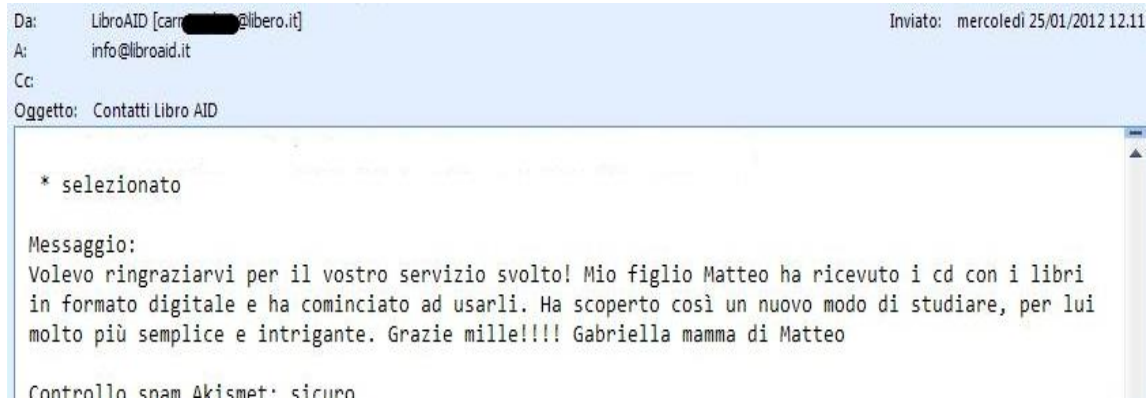 Da: LibroAID [car @libero.it] Inviato: mercoledì 25/01/2012 12.11
A: info@libroaid.it
Cc:
Oggetto: Contatti Libro AID
* selezionato
Messaggio:
Volevo ringraziarvi per il vostro servizio svolto! Mio figlio Matteo ha ricevuto i cd con i libri
in formato digitale e ha cominciato ad usarli. Ha scoperto così un nuovo modo di studiare, per lui
molto più semplice e intrigante. Grazie mille!!!! Gabriella mamma di Matteo
Controllo spam Akismet: sicuro